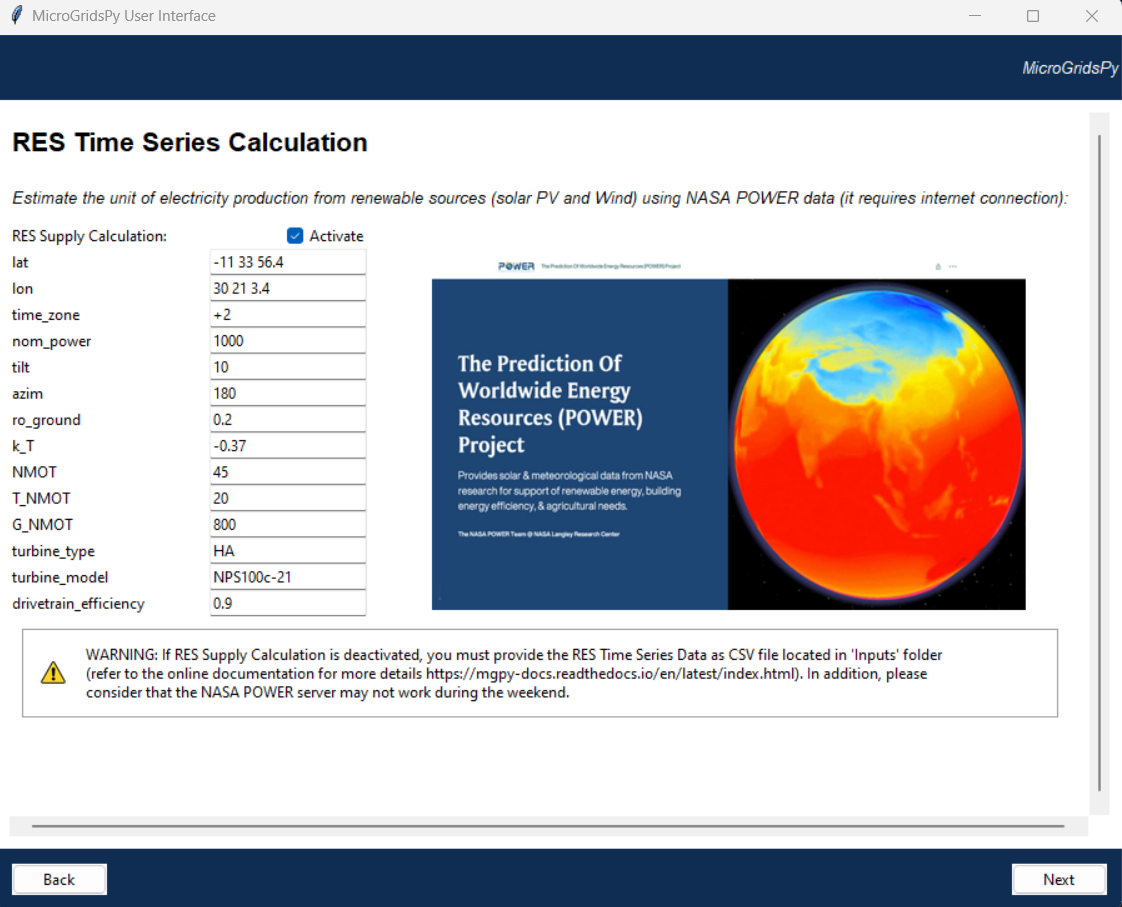 MicroGridsPy User Interface
MicroGridsPy
RES Time Series Calculation
Estimate the unit of electricity production from renewable sources (solar PV and Wind) using NASA POWER data (it requires internet connection):
RES Supply Calculation: Activate
lat -11 33 56.4
lon 30 21 3.4
time_zone +2
nom_power 1000
tilt 10
azim 180
ro_ground 0.2
k_T -0.37
NMOT 45
T_NMOT 20
G_NMOT 800
turbine_type HA
turbine_model NPS100c-21
drivetrain_efficiency 0.9
POWER The Prediction Of Worldwide Energy Resources (POWER) Project
The Prediction Of
Worldwide Energy
Resources (POWER)
Project
Provides solar & meteorological data from NASA
research for support of renewable energy, building
energy efficiency, & agricultural needs.
The NASA POWER Team @ NASA Langley Research Center
WARNING: If RES Supply Calculation is deactivated, you must provide the RES Time Series Data as CSV file located in 'Inputs' folder
(refer to the online documentation for more details https://mgpy-docs.readthedocs.io/en/latest/index.html). In addition, please
consider that the NASA POWER server may not work during the weekend.
Back
Next